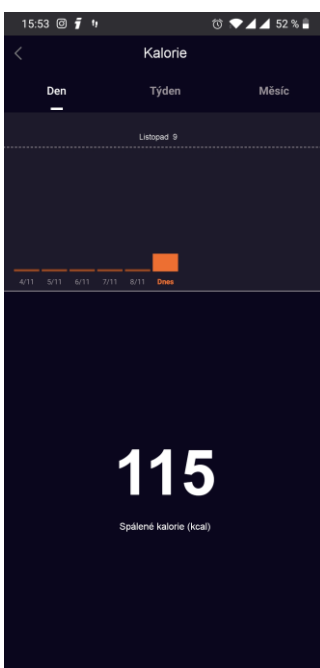 15:53 52 %
Kalorie
Den Týden Měsíc
Listopad 9
4/11 5/11 6/11 7/11 8/11 Dnes
115
Spálené kalorie (kcal)